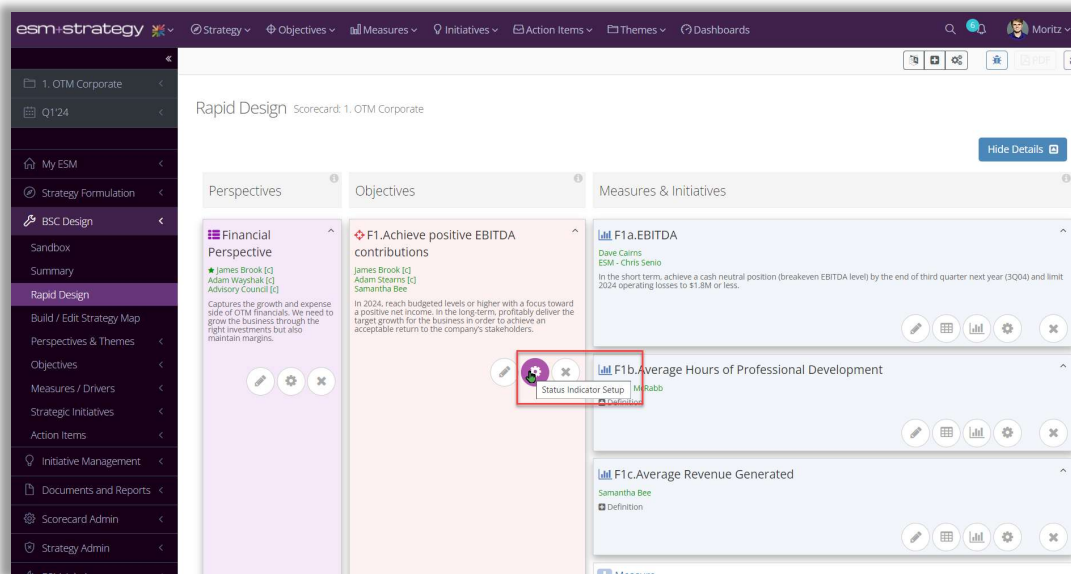 esm+strategy
Strategy
Objectives
Measures
Initiatives
Action Items
Themes
Dashboards
6
Moritz
«
1. OTM Corporate
Q1'24
My ESM
Strategy Formulation
BSC Design
Sandbox
Summary
Rapid Design
Build / Edit Strategy Map
Perspectives & Themes
Objectives
Measures / Drivers
Strategic Initiatives
Action Items
Initiative Management
Documents and Reports
Scorecard Admin
Strategy Admin
PDF
Rapid Design Scorecard: 1. OTM Corporate
Hide Details
Perspectives
Objectives
Measures & Initiatives
Financial
Perspective
James Brook [c]
Adam Wayshak [c]
Advisory Council [c]
Captures the growth and expense
side of OTM financials. We need to
grow the business through the
right investments but also
maintain margins.
F1.Achieve positive EBITDA
contributions
James Brook [c]
Adam Stearns [c]
Samantha Bee
In 2024, reach budgeted levels or higher with a focus toward
a positive net income. In the long-term, profitably deliver the
target growth for the business in order to achieve an
acceptable return to the company's stakeholders.
Status Indicator Setup
F1a.EBITDA
Dave Cairns
ESM - Chris Senio
In the short term, achieve a cash neutral position (breakeven EBITDA level) by the end of third quarter next year (3Q04) and limit
2024 operating losses to $1.8M or less.
F1b.Average Hours of Professional Development
McRabb
Definition
F1c.Average Revenue Generated
Samantha Bee
Definition
Measure